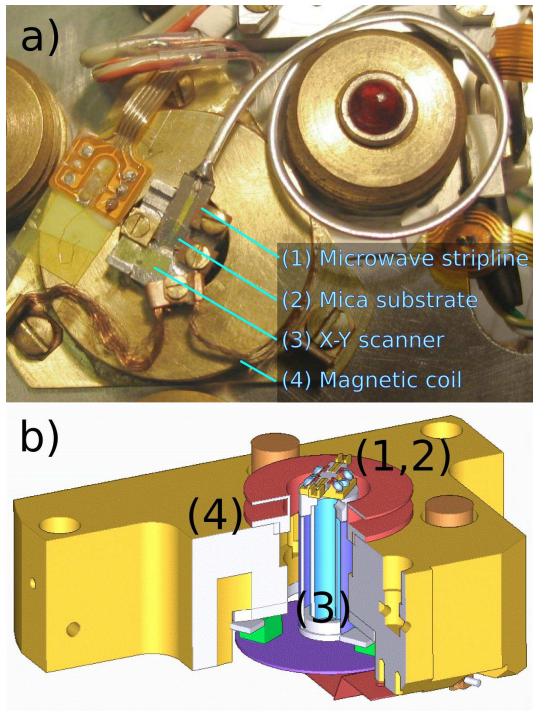 a)
(1) Microwave stripline
(2) Mica substrate
(3) X-Y scanner
(4) Magnetic coil
b)
(1,2)
(4)
(3)